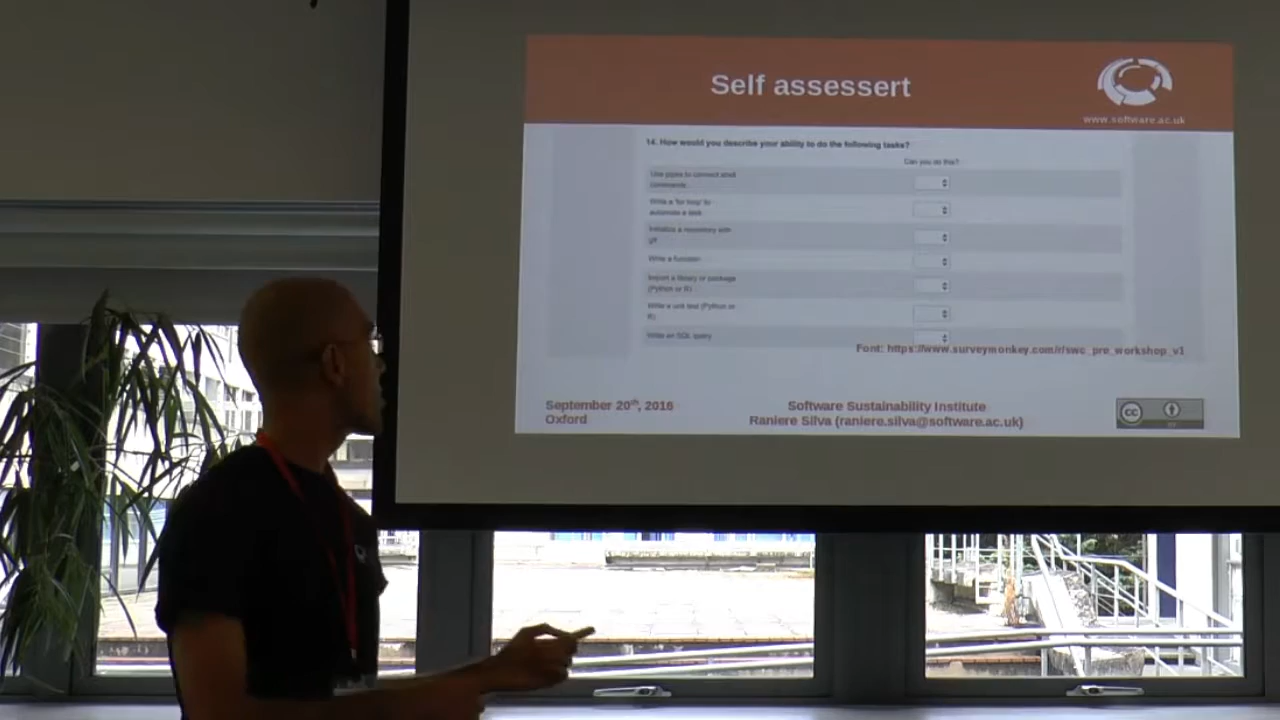 Self assessert
www.software.ac.uk
14. How would you describe your ability to do the following tasks?
Can you do this?
Use pipes to connect shell
commands
Write a 'for loop' to
automate a task
Initialize a repository with
git
Write a function
Import a library or package
(Python or R)
Write a unit test (Python or
R)
Write an SQL query
Font: https://www.surveymonkey.com/r/swc_pre_workshop_v1
September 20th, 2016
Oxford
Software Sustainability Institute
Raniere Silva (raniere.silva@software.ac.uk)
cc
BY